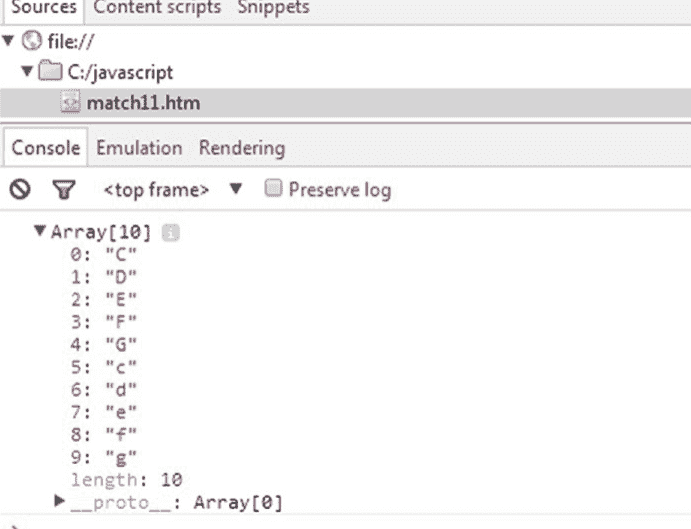 Sources Content scripts Snippets
file://
C:/javascript
match11.htm
Console Emulation Rendering
<top frame> Preserve log
Array[10] i
0: "C"
1: "D"
2: "E"
3: "F"
4: "G"
5: "c"
6: "d"
7: "e"
8: "f"
9: "g"
length: 10
__proto__: Array[0]